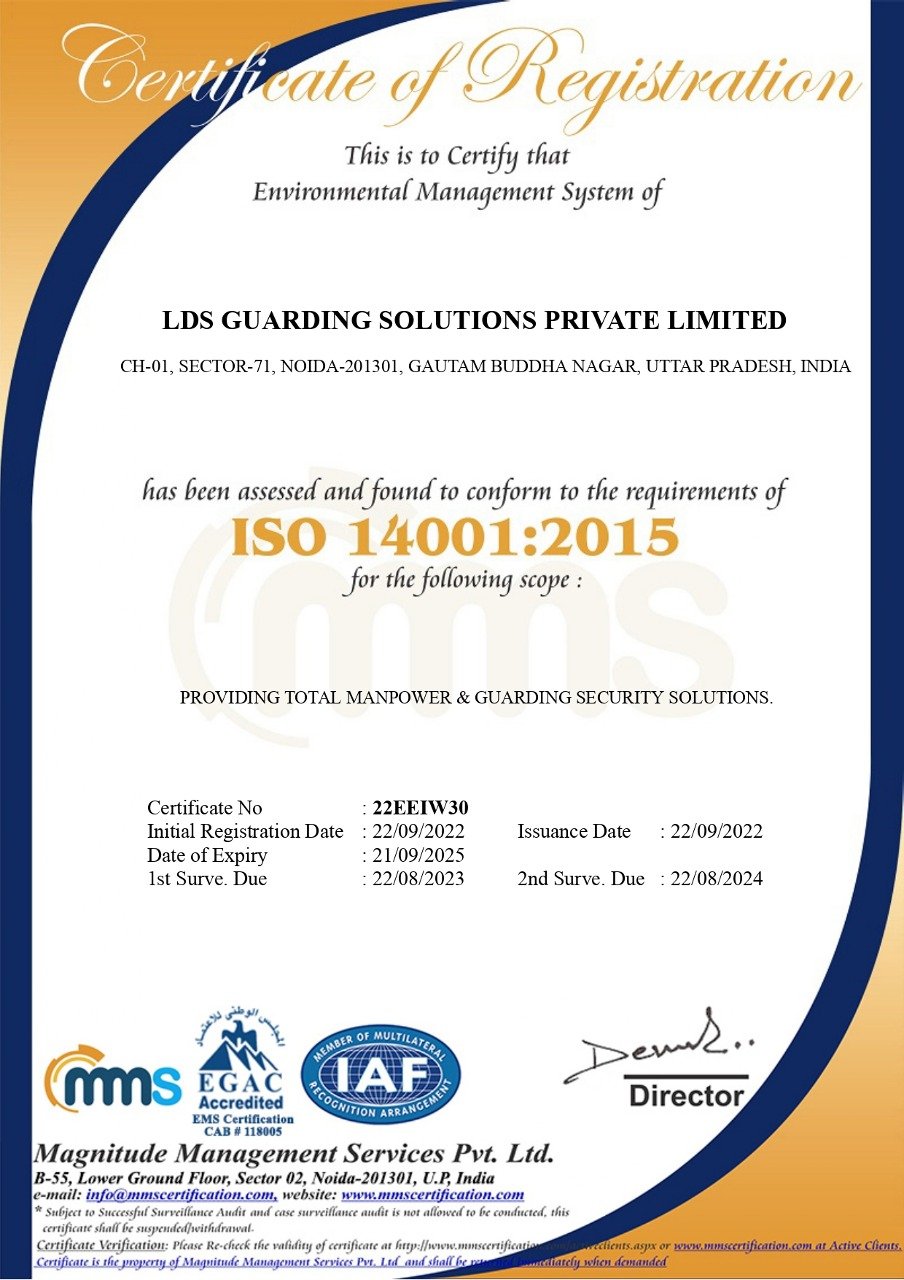 Certificate of Registration
This is to Certify that
Environmental Management System of
LDS GUARDING SOLUTIONS PRIVATE LIMITED
CH-01, SECTOR-71, NOIDA-201301, GAUTAM BUDDHA NAGAR, UTTAR PRADESH, INDIA
has been assessed and found to conform to the requirements of
ISO 14001:2015
for the following scope :
mms
PROVIDING TOTAL MANPOWER & GUARDING SECURITY SOLUTIONS.
Certificate No : 22EEIW30
Initial Registration Date : 22/09/2022 Issuance Date : 22/09/2022
Date of Expiry : 21/09/2025
1st Surve. Due : 22/08/2023 2nd Surve. Due : 22/08/2024
mms
المجلس الوطني للاعتماد
EGAC
Accredited
EMS Certification
CAB # 118005
MEMBER OF MULTILATERAL
IAF
RECOGNITION ARRANGEMENT
Director
Magnitude Management Services Pvt. Ltd.
B-55, Lower Ground Floor, Sector 02, Noida-201301, U.P, India
e-mail: info@mmscertification.com, website: www.mmscertification.com
* Subject to Successful Surveillance Audit and case surveillance audit is not allowed to be conducted, this
certificate shall be suspended/withdrawal.
Certificate Verification: Please Re-check the validity of certificate at http://www.mmscertification.com/activeclients.aspx or www.mmscertification.com at Active Clients.
Certificate is the property of Magnitude Management Services Pvt. Ltd and shall be immediately when demanded